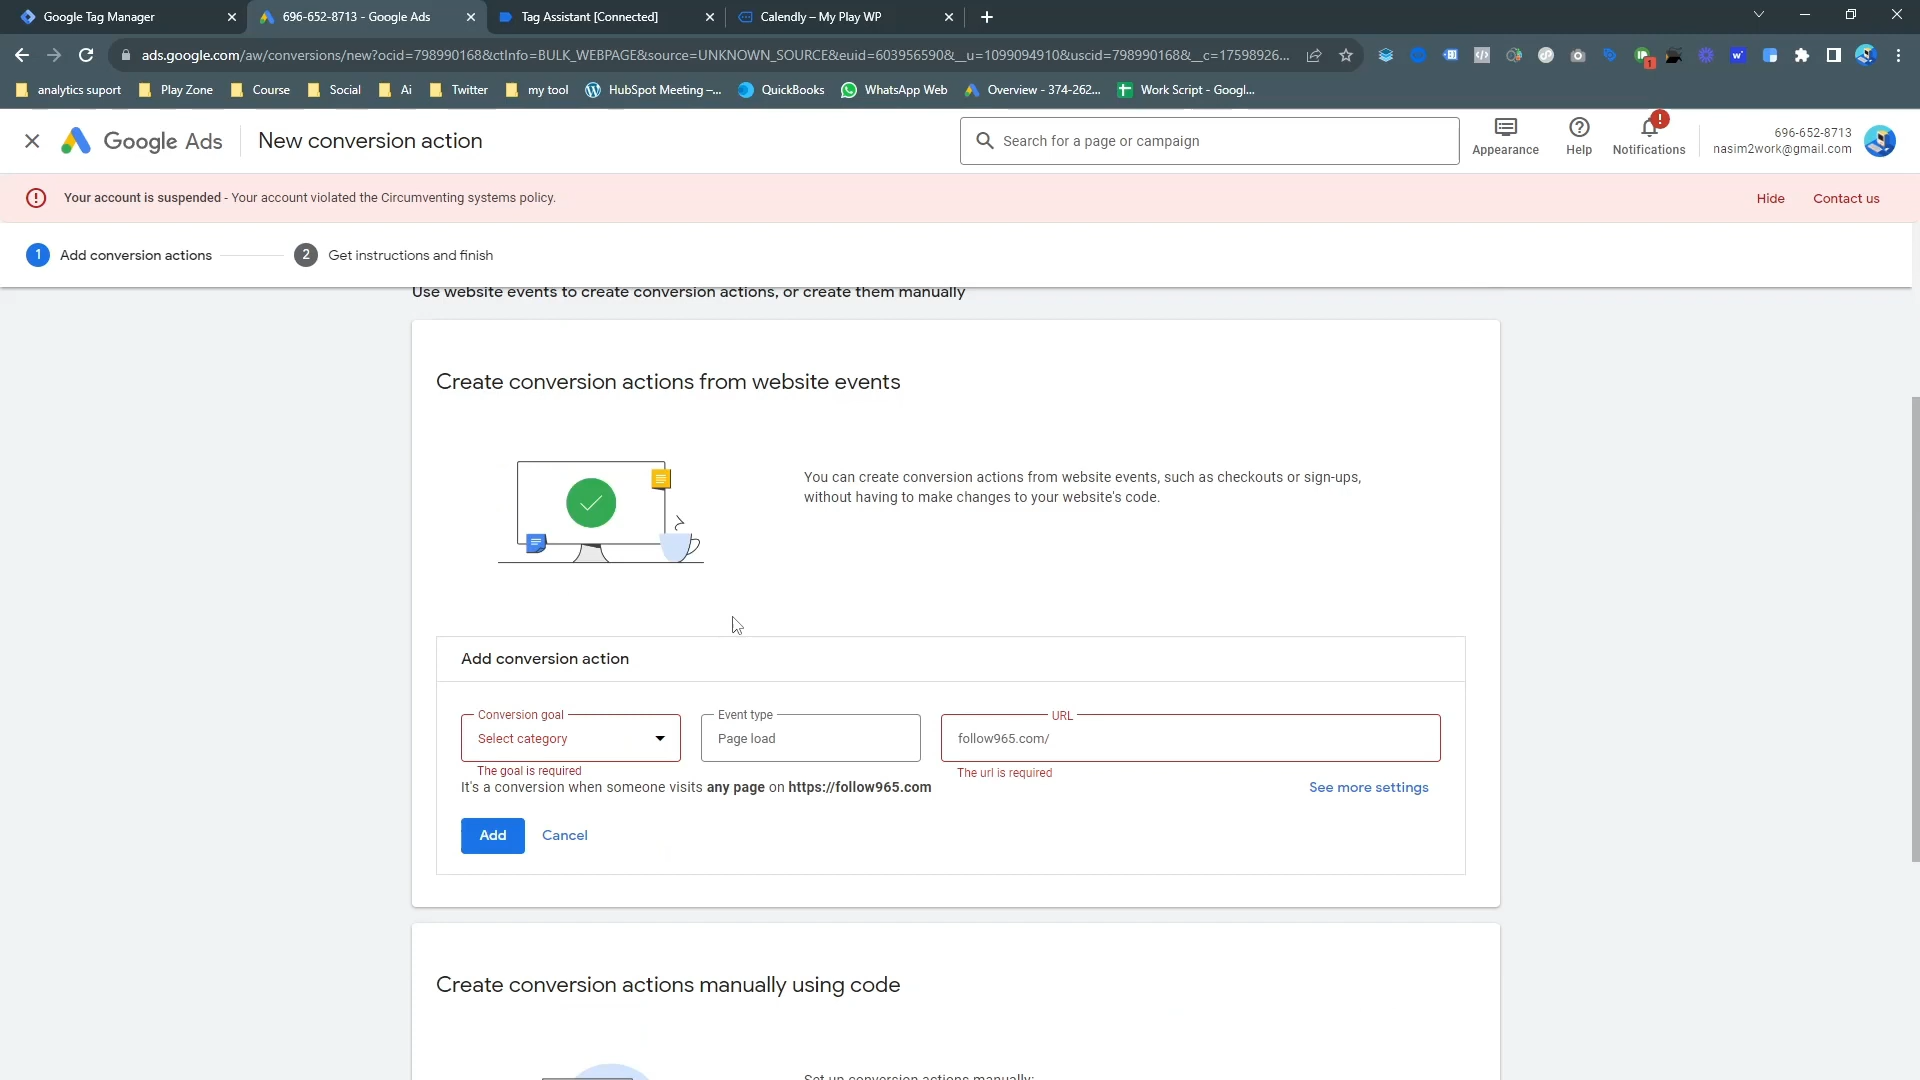 Google Tag Manager
696-652-8713 - Google Ads
Tag Assistant [Connected]
Calendly – My Play WP
ads.google.com/aw/conversions/new?ocid=798990168&ctInfo=BULK_WEBPAGE&source=UNKNOWN_SOURCE&euid=603956590&__u=1099094910&uscid=798990168&__c=17598926...
analytics suport
Play Zone
Course
Social
Ai
Twitter
my tool
HubSpot Meeting –...
QuickBooks
WhatsApp Web
Overview - 374-262...
Work Script - Googl...
Google Ads
New conversion action
Search for a page or campaign
Appearance
Help
Notifications
696-652-8713
nasim2work@gmail.com
Your account is suspended - Your account violated the Circumventing systems policy.
Hide
Contact us
1 Add conversion actions
2 Get instructions and finish
Use website events to create conversion actions, or create them manually
Create conversion actions from website events
You can create conversion actions from website events, such as checkouts or sign-ups,
without having to make changes to your website's code.
Add conversion action
Conversion goal
Select category
The goal is required
Event type
Page load
URL
follow965.com/
The url is required
It's a conversion when someone visits any page on https://follow965.com
See more settings
Add
Cancel
Create conversion actions manually using code
Set up conversion actions manually: